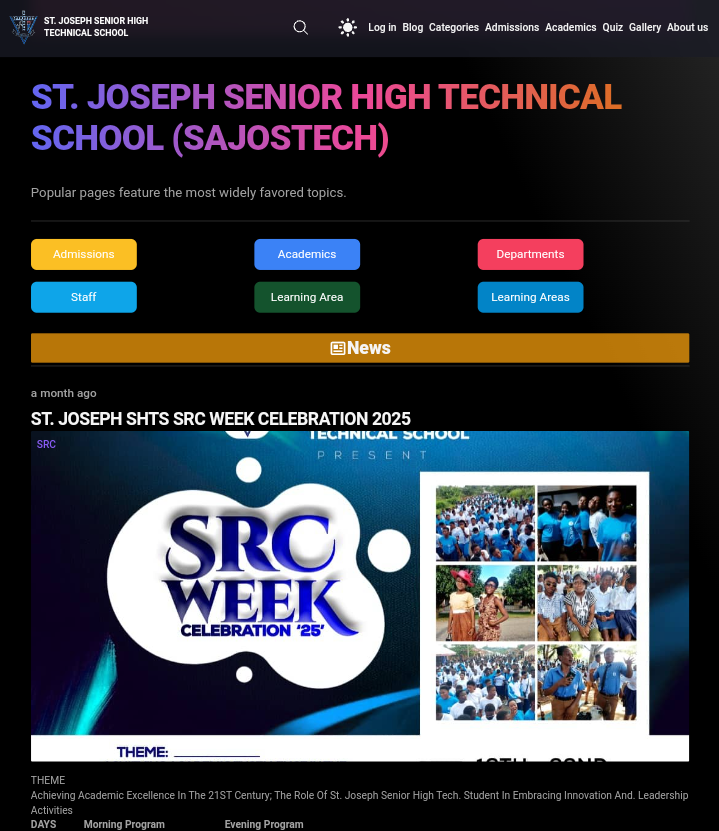 ST. JOSEPH SENIOR HIGH
TECHNICAL SCHOOL
Log in Blog Categories Admissions Academics Quiz Gallery About us
ST. JOSEPH SENIOR HIGH TECHNICAL
SCHOOL (SAJOSTECH)
Popular pages feature the most widely favored topics.
Admissions Academics Departments
Staff Learning Area Learning Areas
News
a month ago
ST. JOSEPH SHTS SRC WEEK CELEBRATION 2025
TECHNICAL SCHOOL
SRC
PRESENT
SRC
WEEK
CELEBRATION '25'
THEME:
THEME
Achieving Academic Excellence In The 21ST Century; The Role Of St. Joseph Senior High Tech. Student In Embracing Innovation And. Leadership
Activities
DAYS Morning Program Evening Program